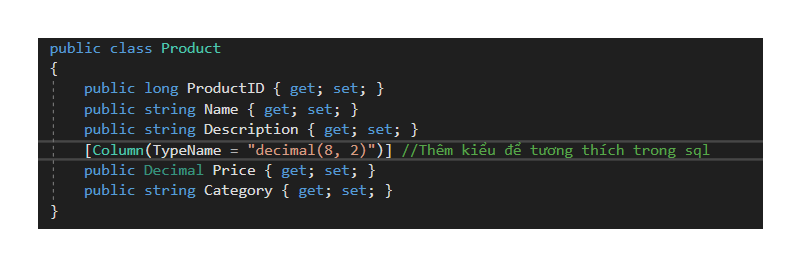 public class Product
{
public long ProductID { get; set; }
public string Name { get; set; }
public string Description { get; set; }
[Column(TypeName = "decimal(8, 2)")] //Thêm kiểu để tương thích trong sql
public Decimal Price { get; set; }
public string Category { get; set; }
}